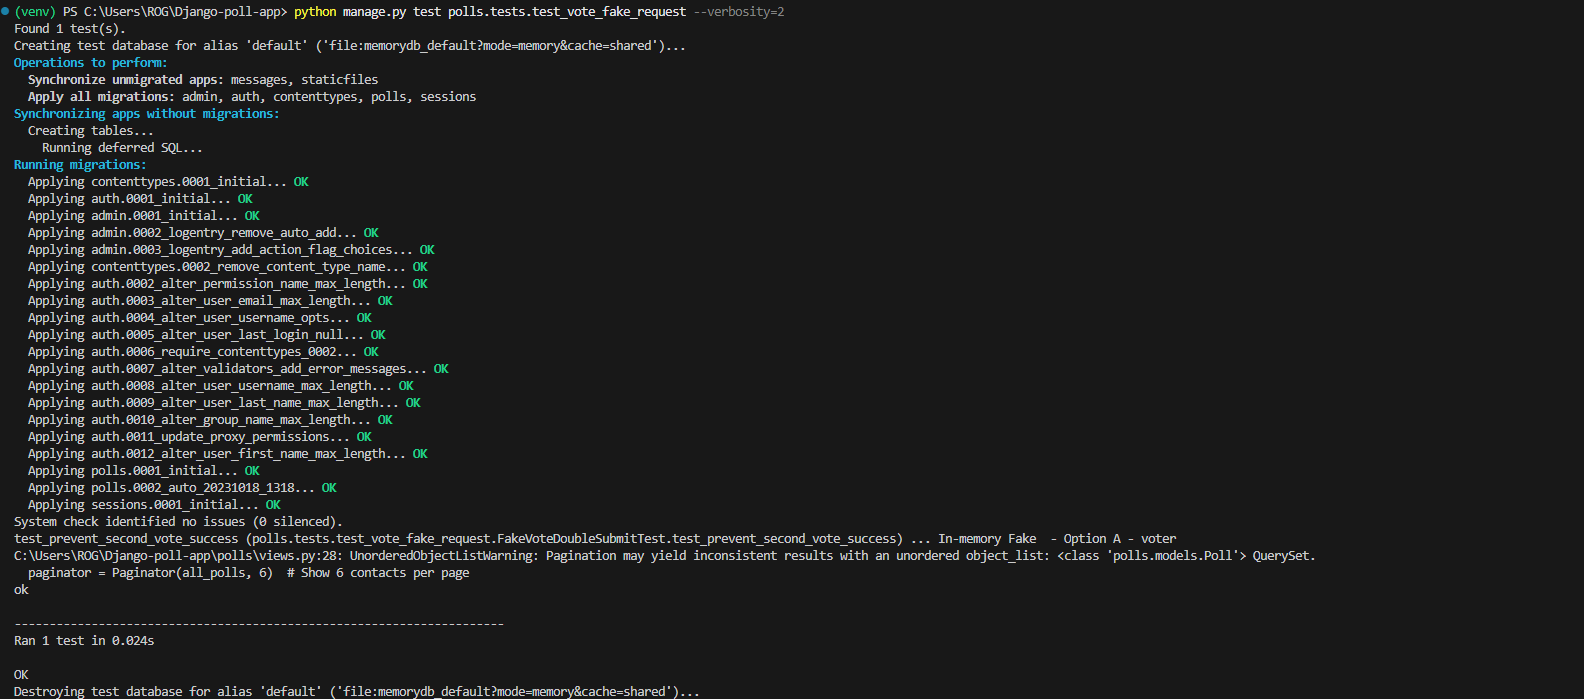 (venv) PS C:\Users\ROG\Django-poll-app> python manage.py test polls.tests.test_vote_fake_request --verbosity=2
Found 1 test(s).
Creating test database for alias 'default' ('file:memorydb_default?mode=memory&cache=shared')...
Operations to perform:
  Synchronize unmigrated apps: messages, staticfiles
  Apply all migrations: admin, auth, contenttypes, polls, sessions
Synchronizing apps without migrations:
  Creating tables...
    Running deferred SQL...
Running migrations:
  Applying contenttypes.0001_initial... OK
  Applying auth.0001_initial... OK
  Applying admin.0001_initial... OK
  Applying admin.0002_logentry_remove_auto_add... OK
  Applying admin.0003_logentry_add_action_flag_choices... OK
  Applying contenttypes.0002_remove_content_type_name... OK
  Applying auth.0002_alter_permission_name_max_length... OK
  Applying auth.0003_alter_user_email_max_length... OK
  Applying auth.0004_alter_user_username_opts... OK
  Applying auth.0005_alter_user_last_login_null... OK
  Applying auth.0006_require_contenttypes_0002... OK
  Applying auth.0007_alter_validators_add_error_messages... OK
  Applying auth.0008_alter_user_username_max_length... OK
  Applying auth.0009_alter_user_last_name_max_length... OK
  Applying auth.0010_alter_group_name_max_length... OK
  Applying auth.0011_update_proxy_permissions... OK
  Applying auth.0012_alter_user_first_name_max_length... OK
  Applying polls.0001_initial... OK
  Applying polls.0002_auto_20231018_1318... OK
  Applying sessions.0001_initial... OK
System check identified no issues (0 silenced).
test_prevent_second_vote_success (polls.tests.test_vote_fake_request.FakeVoteDoubleSubmitTest.test_prevent_second_vote_success) ... In-memory Fake  - Option A - voter
C:\Users\ROG\Django-poll-app\polls\views.py:28: UnorderedObjectListWarning: Pagination may yield inconsistent results with an unordered object_list: <class 'polls.models.Poll'> QuerySet.
  paginator = Paginator(all_polls, 6)  # Show 6 contacts per page
ok
----------------------------------------------------------------------
Ran 1 test in 0.024s
OK
Destroying test database for alias 'default' ('file:memorydb_default?mode=memory&cache=shared')...